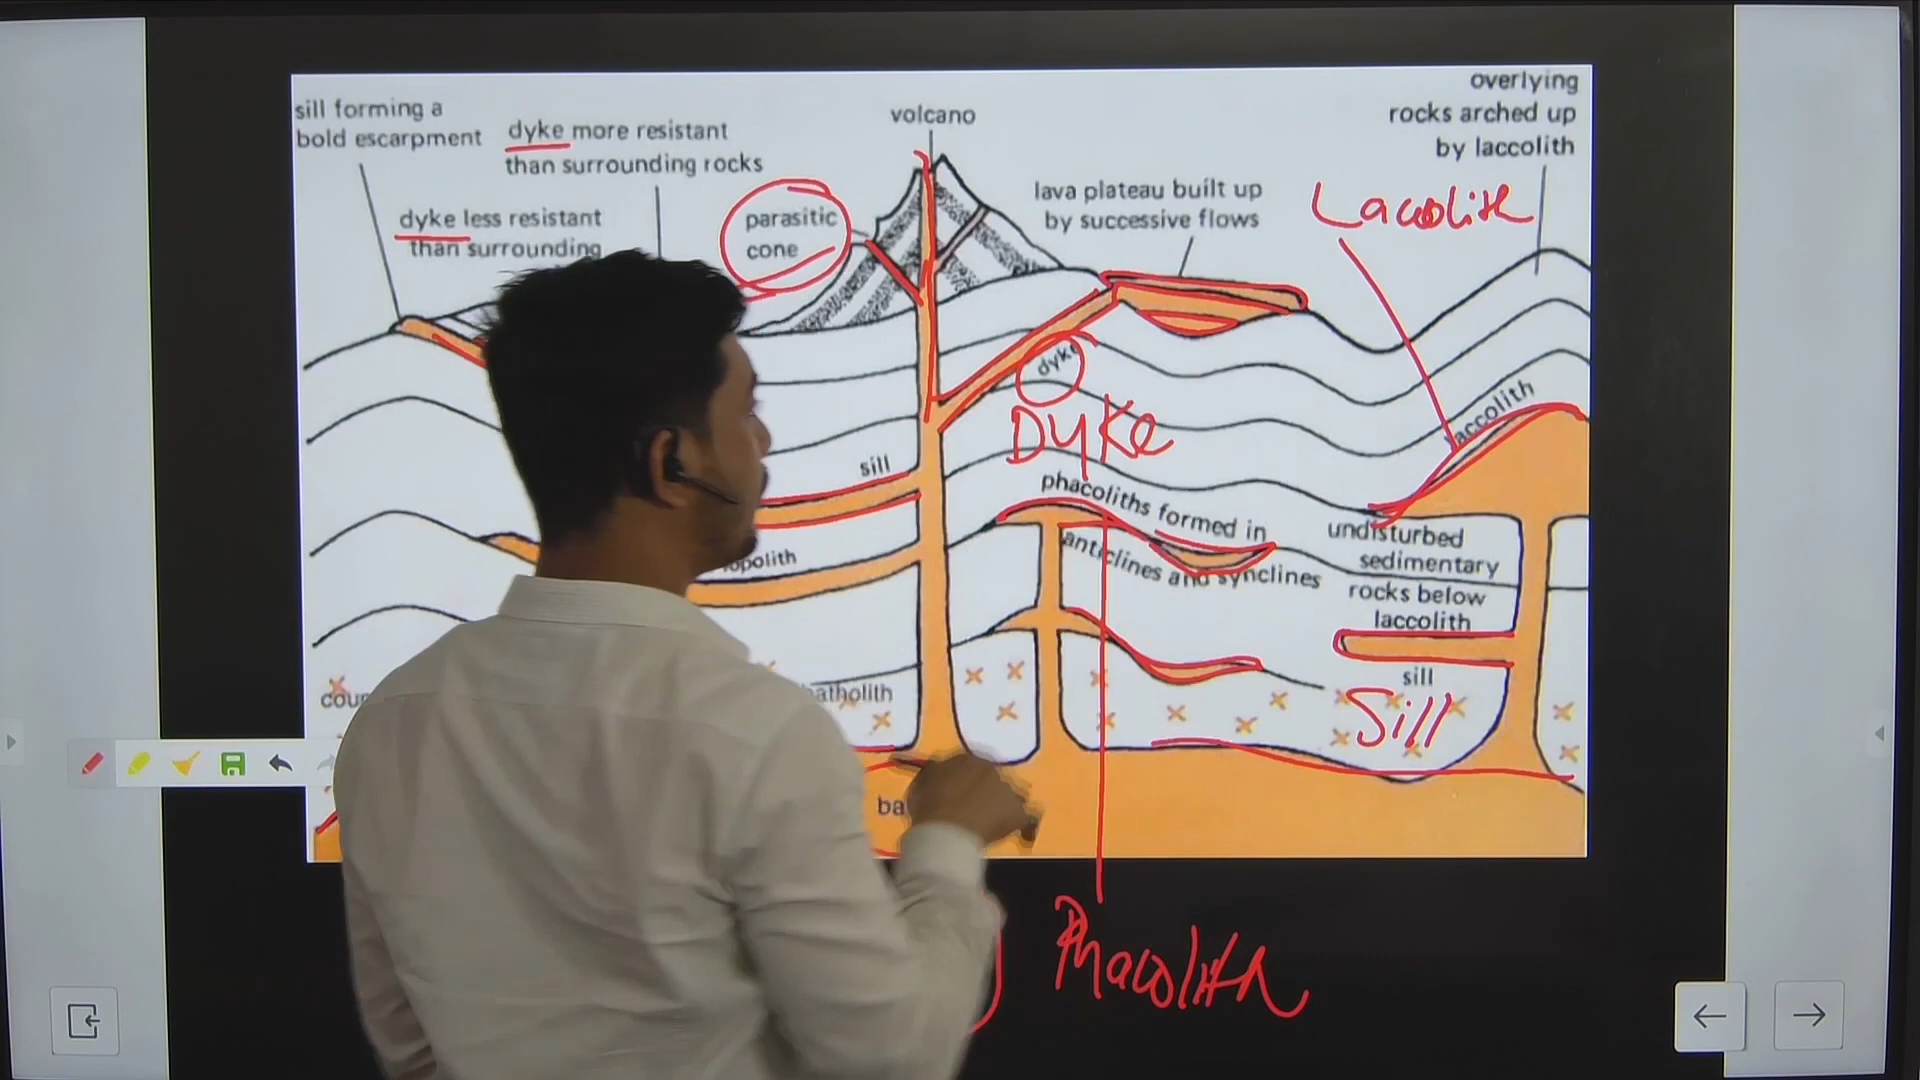 sill forming a
bold escarpment
dyke more resistant
than surrounding rocks
dyke less resistant
than surrounding
parasitic
cone
volcano
lava plateau built up
by successive flows
overlying
rocks arched up
by laccolith
Laccolith
dyke
DyKe
laccolith
sill
phacoliths formed in
anticlines and synclines
undisturbed
sedimentary
rocks below
laccolith
sill
Sill
Phacolith